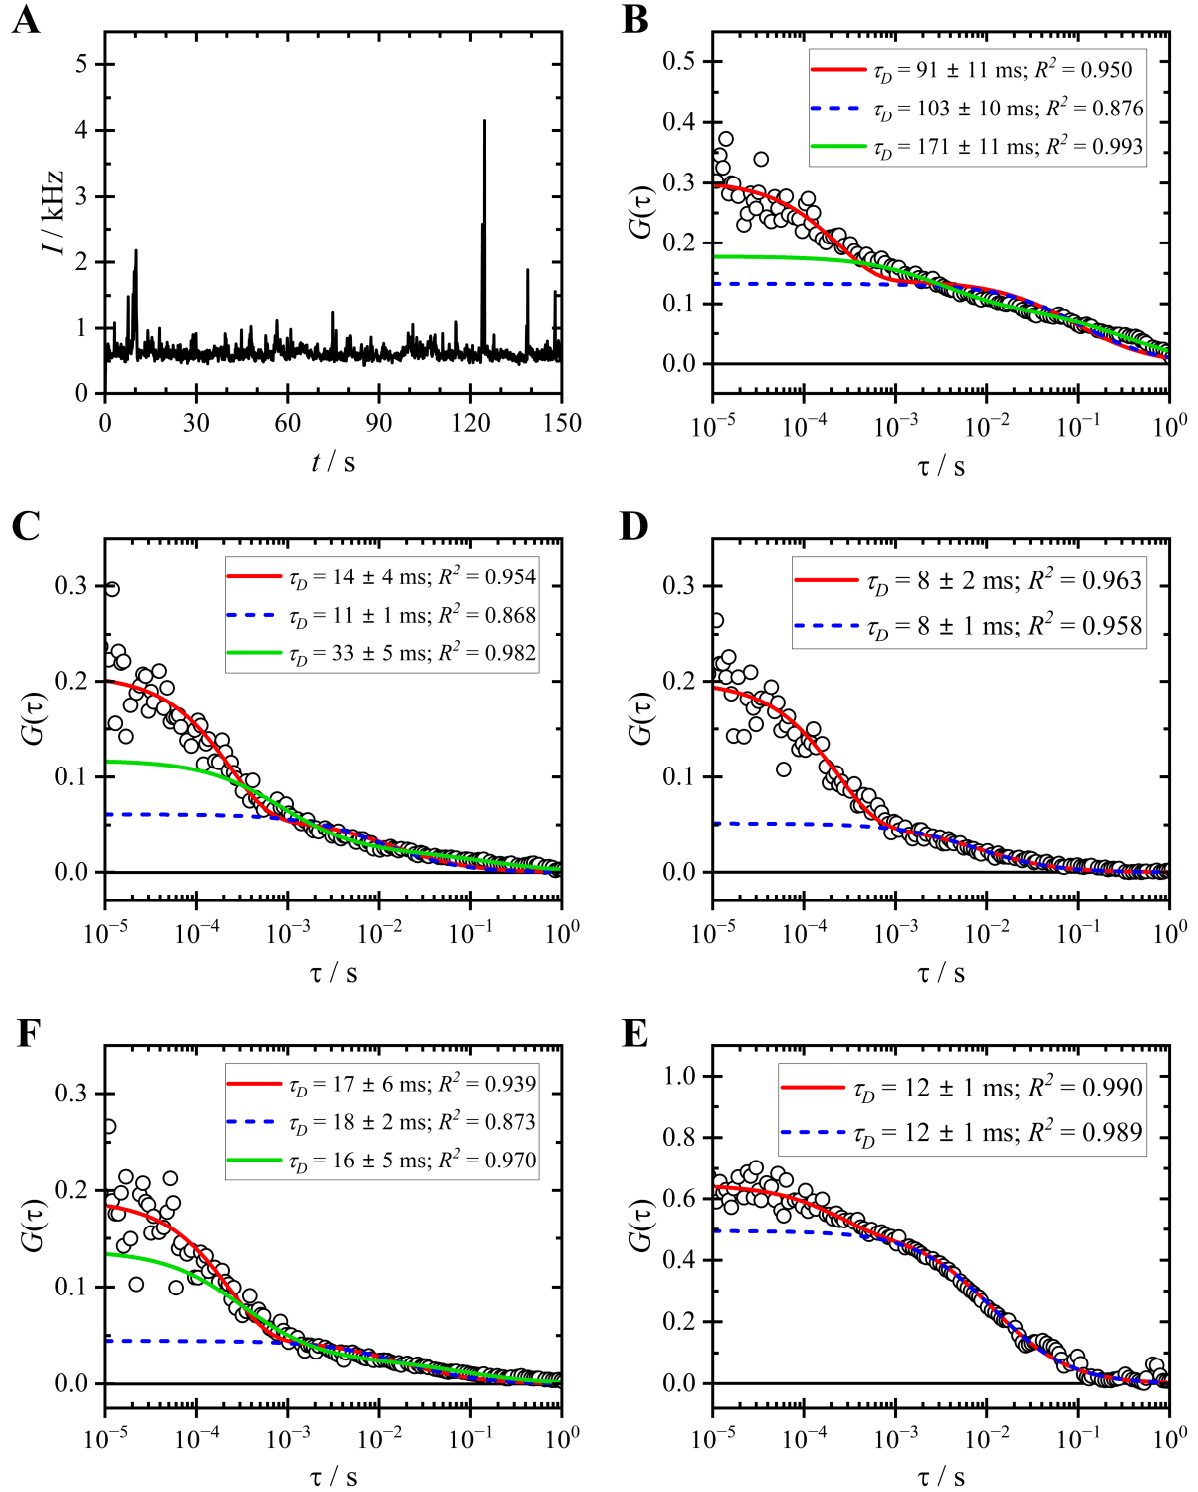 A
5
4
3
2
1
0
I / kHz
0 30 60 90 120 150
t / s
B
τD = 91 ± 11 ms; R² = 0.950
τD = 103 ± 10 ms; R² = 0.876
τD = 171 ± 11 ms; R² = 0.993
0.5
0.4
0.3
0.2
0.1
0.0
G(τ)
10⁻⁵ 10⁻⁴ 10⁻³ 10⁻² 10⁻¹ 10⁰
τ / s
C
τD = 14 ± 4 ms; R² = 0.954
τD = 11 ± 1 ms; R² = 0.868
τD = 33 ± 5 ms; R² = 0.982
0.3
0.2
0.1
0.0
G(τ)
10⁻⁵ 10⁻⁴ 10⁻³ 10⁻² 10⁻¹ 10⁰
τ / s
D
τD = 8 ± 2 ms; R² = 0.963
τD = 8 ± 1 ms; R² = 0.958
0.3
0.2
0.1
0.0
G(τ)
10⁻⁵ 10⁻⁴ 10⁻³ 10⁻² 10⁻¹ 10⁰
τ / s
F
τD = 17 ± 6 ms; R² = 0.939
τD = 18 ± 2 ms; R² = 0.873
τD = 16 ± 5 ms; R² = 0.970
0.3
0.2
0.1
0.0
G(τ)
10⁻⁵ 10⁻⁴ 10⁻³ 10⁻² 10⁻¹ 10⁰
τ / s
E
τD = 12 ± 1 ms; R² = 0.990
τD = 12 ± 1 ms; R² = 0.989
1.0
0.8
0.6
0.4
0.2
0.0
G(τ)
10⁻⁵ 10⁻⁴ 10⁻³ 10⁻² 10⁻¹ 10⁰
τ / s